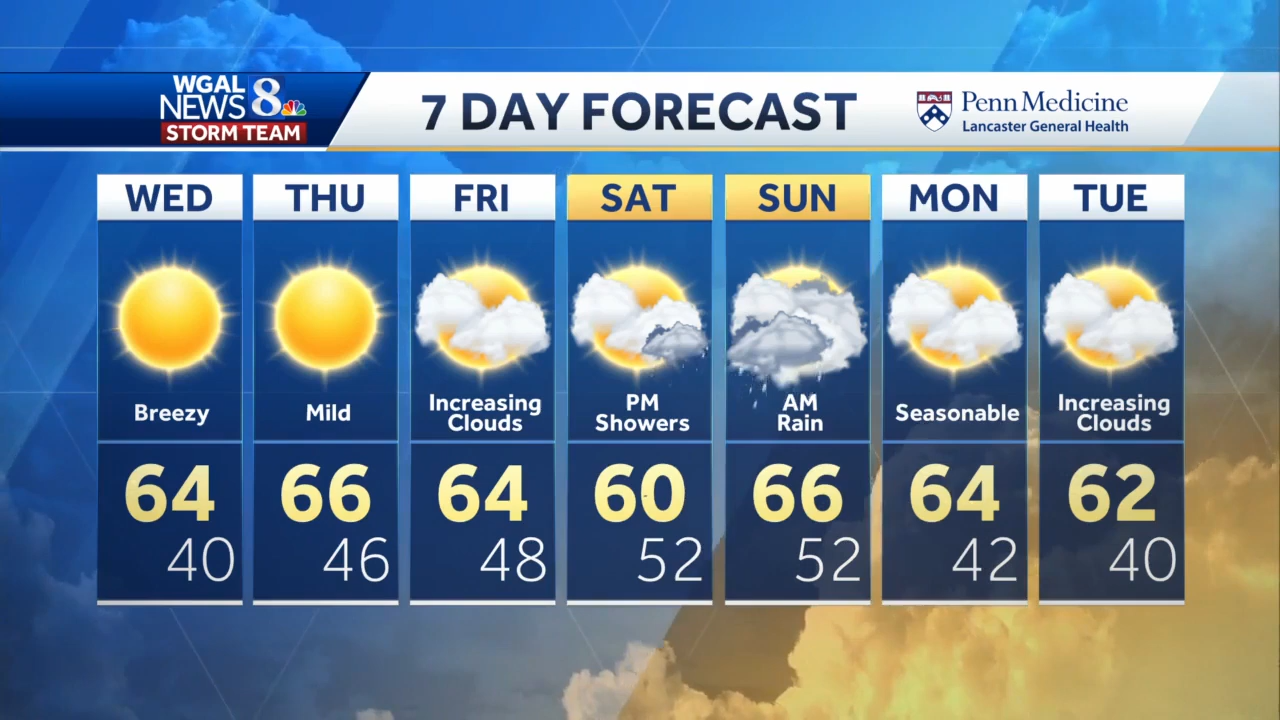 WGAL
NEWS 8
STORM TEAM
7 DAY FORECAST
Penn Medicine
Lancaster General Health
WED THU FRI SAT SUN MON TUE
Breezy
Mild
Increasing
Clouds
PM
Showers
AM
Rain
Seasonable
Increasing
Clouds
64 66 64 60 66 64 62
40 46 48 52 52 42 40